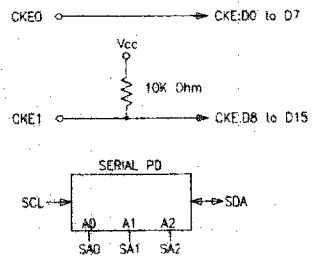 CKE0 CKE:D0 to D7
Vcc
10K Ohm
CKE1 CKE:D8 to D15
SERIAL PD
SCL SDA
A0 A1 A2
SA0 SA1 SA2